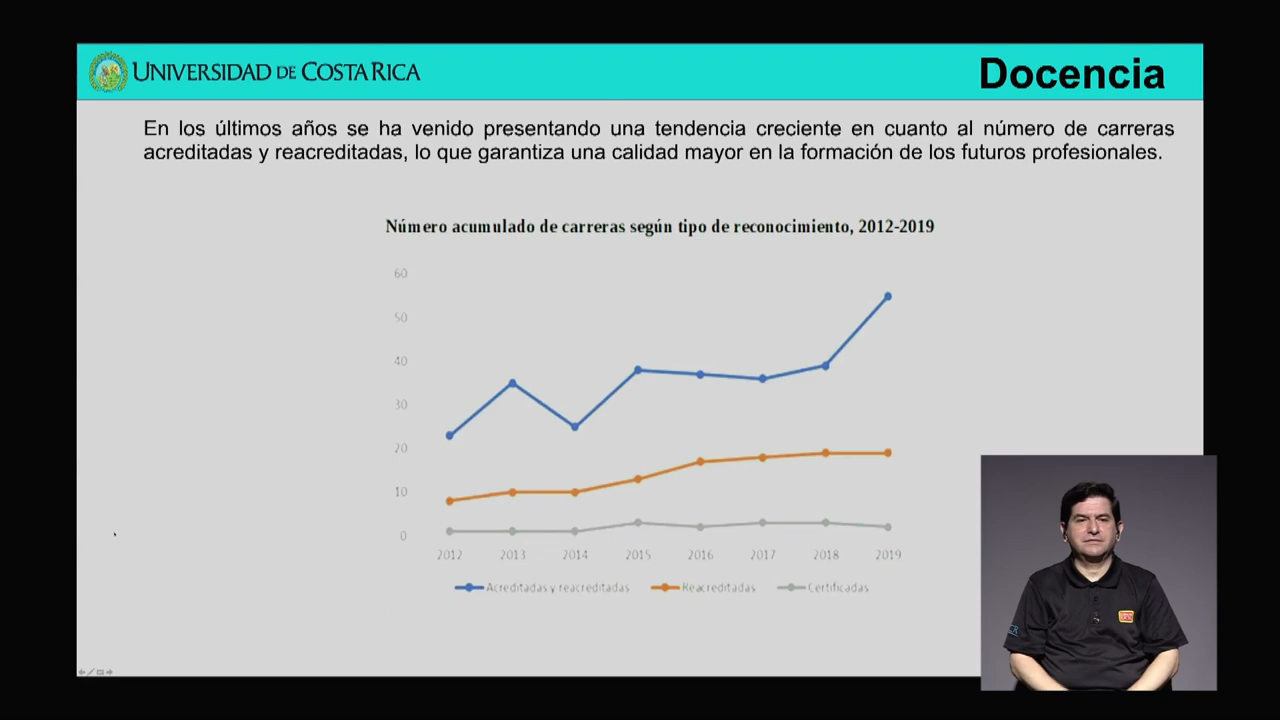 UNIVERSIDAD DE COSTA RICA
Docencia
En los últimos años se ha venido presentando una tendencia creciente en cuanto al número de carreras
acreditadas y reacreditadas, lo que garantiza una calidad mayor en la formación de los futuros profesionales.
Número acumulado de carreras según tipo de reconocimiento, 2012-2019
60
50
40
30
20
10
0
2012 2013 2014 2015 2016 2017 2018 2019
Acreditadas y reacreditadas Reacreditadas Certificadas